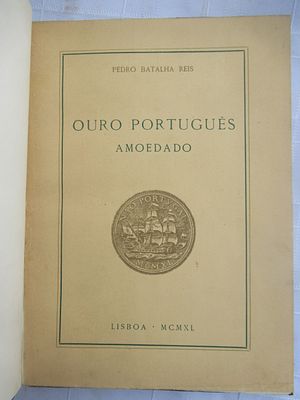 PEDRO BATALHA REIS
OURO PORTUGUÊS
AMOEDADO
LISBOA · MCMXL